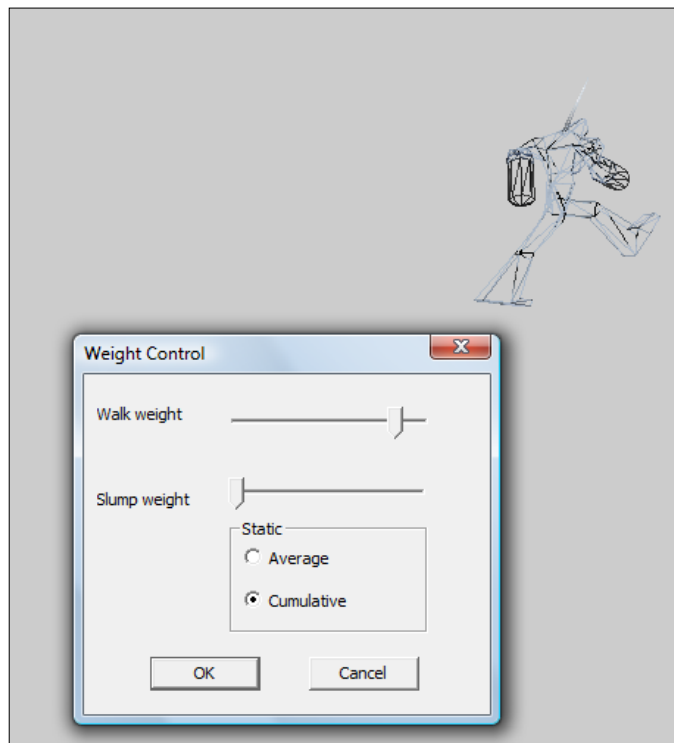 Weight Control
Walk weight
Slump weight
Static
Average
Cumulative
OK Cancel